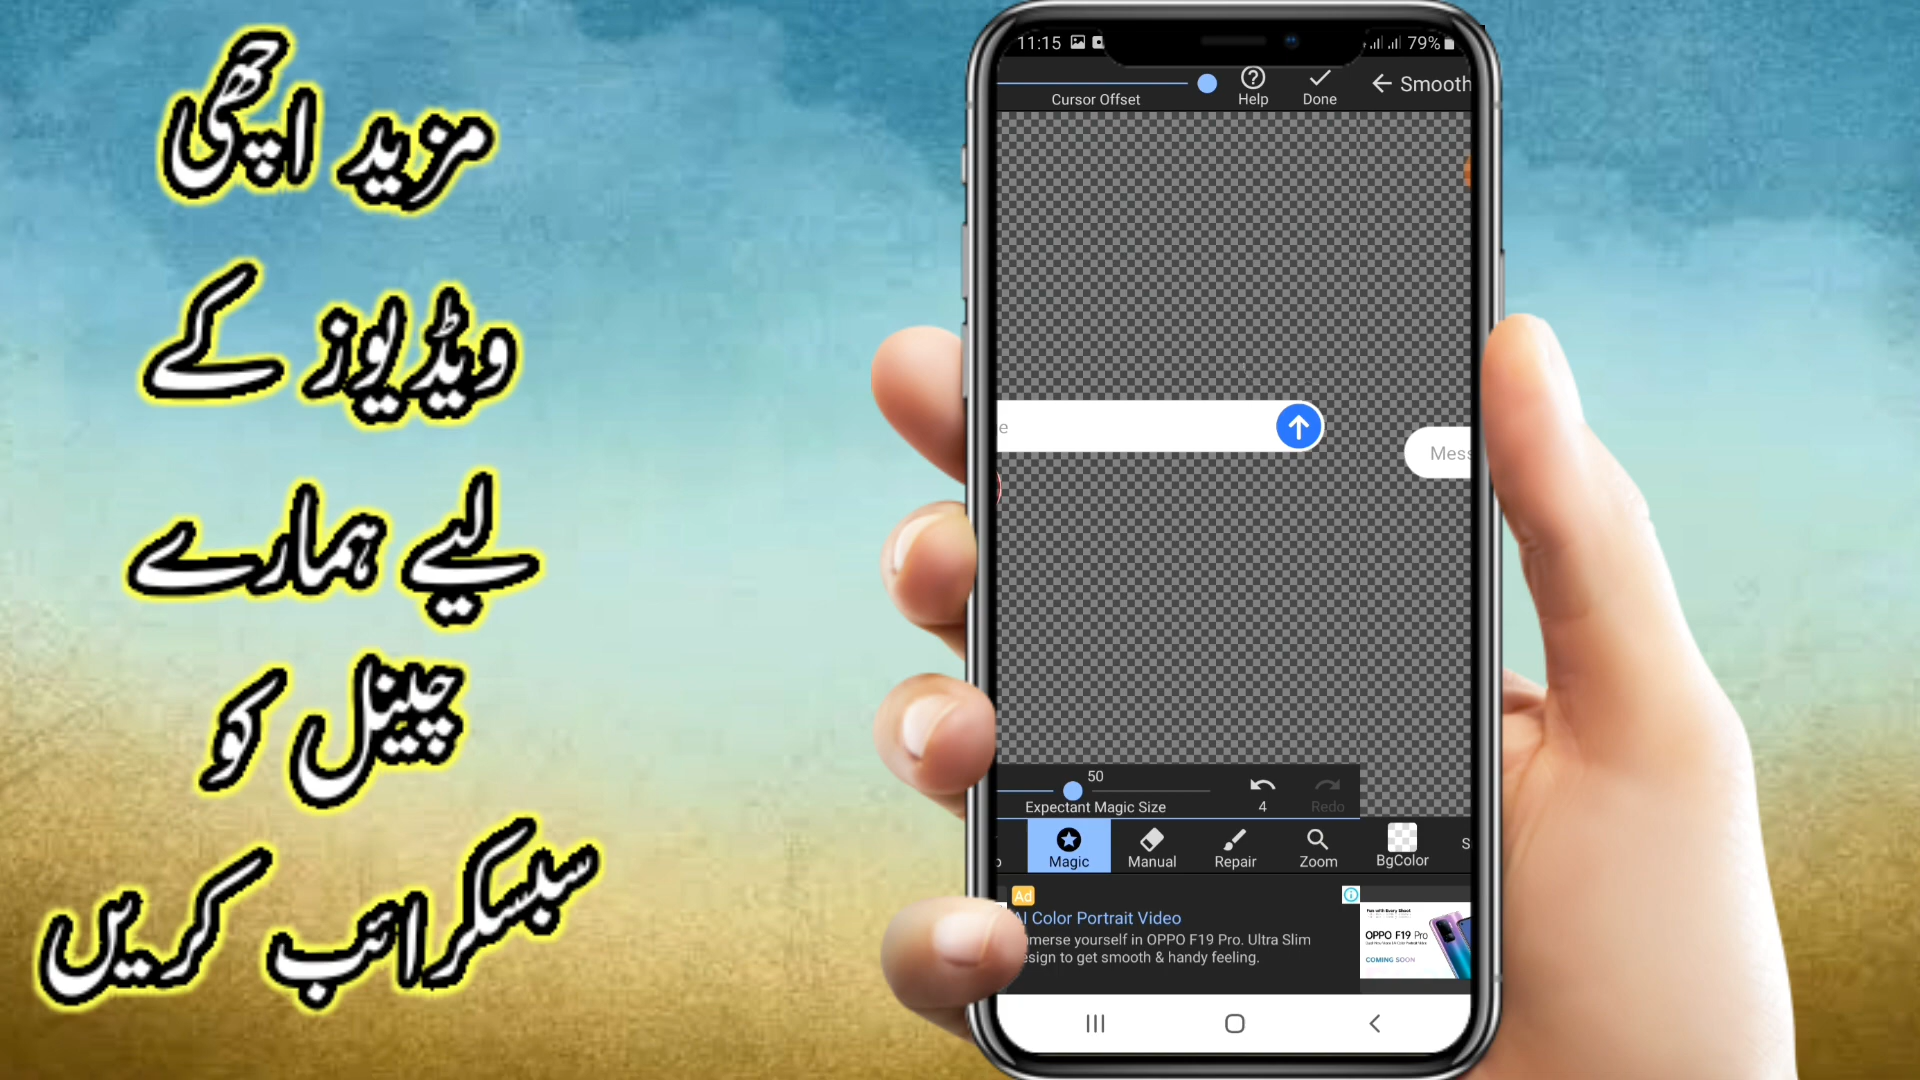 مزید اچھی
ویڈیوز کے
لیے ہمارے
چینل کو
سبسکرائب کریں
11:15
79%
Cursor Offset
Help
Done
Smooth
e
Mess
50
Expectant Magic Size
4
Redo
Magic
Manual
Repair
Zoom
BgColor
S
Ad
AI Color Portrait Video
merse yourself in OPPO F19 Pro. Ultra Slim
esign to get smooth & handy feeling.
OPPO F19 Pro
COMING SOON